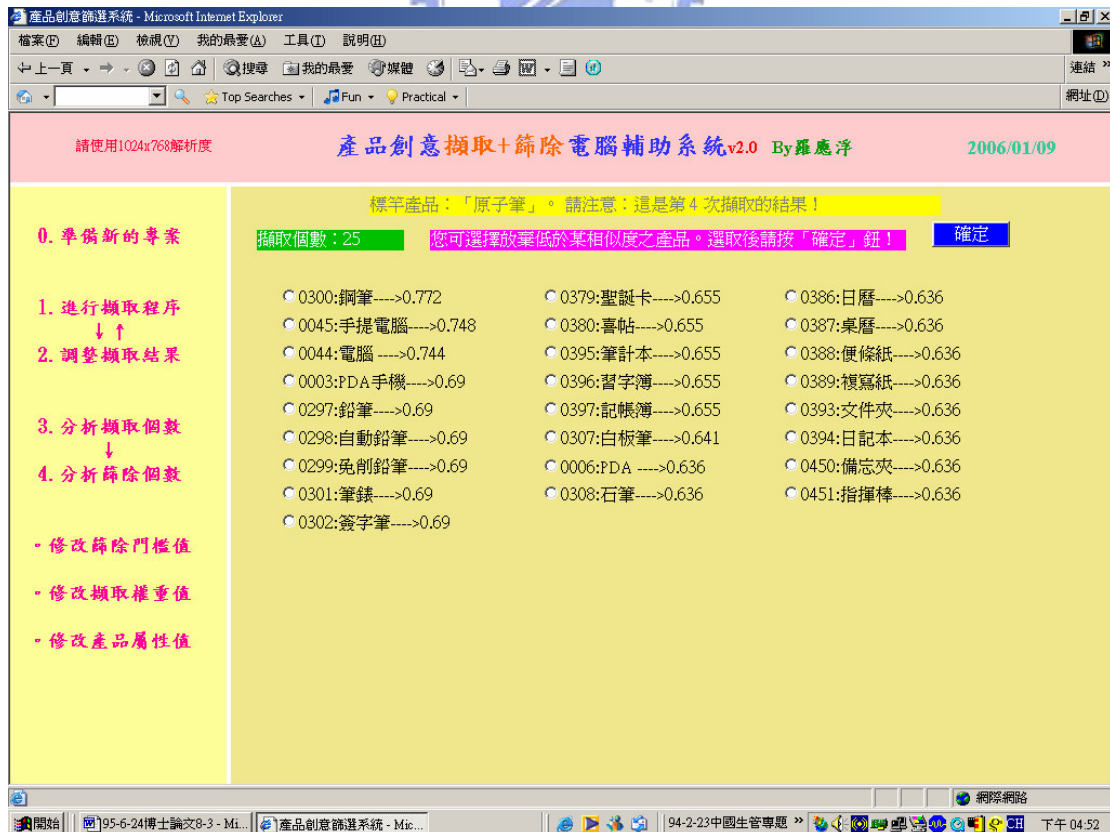 產品創意篩選系統 - Microsoft Internet Explorer
檔案(F) 編輯(E) 檢視(V) 我的最愛(A) 工具(T) 說明(H)
上一頁 搜尋 我的最愛 媒體 連結 »
Top Searches Fun Practical 網址(D)
請使用1024x768解析度 產品創意擷取+篩除電腦輔助系統v2.0 By羅應浮 2006/01/09
標竿產品：「原子筆」。 請注意：這是第 4 次擷取的結果！
擷取個數：25 您可選擇放棄低於某相似度之產品。選取後請按「確定」鈕！ 確定
0. 準備新的專案
1. 進行擷取程序
↓ ↑
2. 調整擷取結果
3. 分析擷取個數
↓
4. 分析篩除個數
- 修改篩除門檻值
- 修改擷取權重值
- 修改產品屬性值
0300:鋼筆---->0.772
0045:手提電腦---->0.748
0044:電腦 ---->0.744
0003:PDA手機---->0.69
0297:鉛筆---->0.69
0298:自動鉛筆---->0.69
0299:免削鉛筆---->0.69
0301:筆錶---->0.69
0302:簽字筆---->0.69
0379:聖誕卡---->0.655
0380:喜帖---->0.655
0395:筆計本---->0.655
0396:習字簿---->0.655
0397:記帳簿---->0.655
0307:白板筆---->0.641
0006:PDA ---->0.636
0308:石筆---->0.636
0386:日曆---->0.636
0387:桌曆---->0.636
0388:便條紙---->0.636
0389:複寫紙---->0.636
0393:文件夾---->0.636
0394:日記本---->0.636
0450:備忘夾---->0.636
0451:指揮棒---->0.636
網際網路
開始 95-6-24博士論文8-3 - Mi... 產品創意篩選系統 - Mic... 94-2-23中國生管專題 » CH 下午 04:52